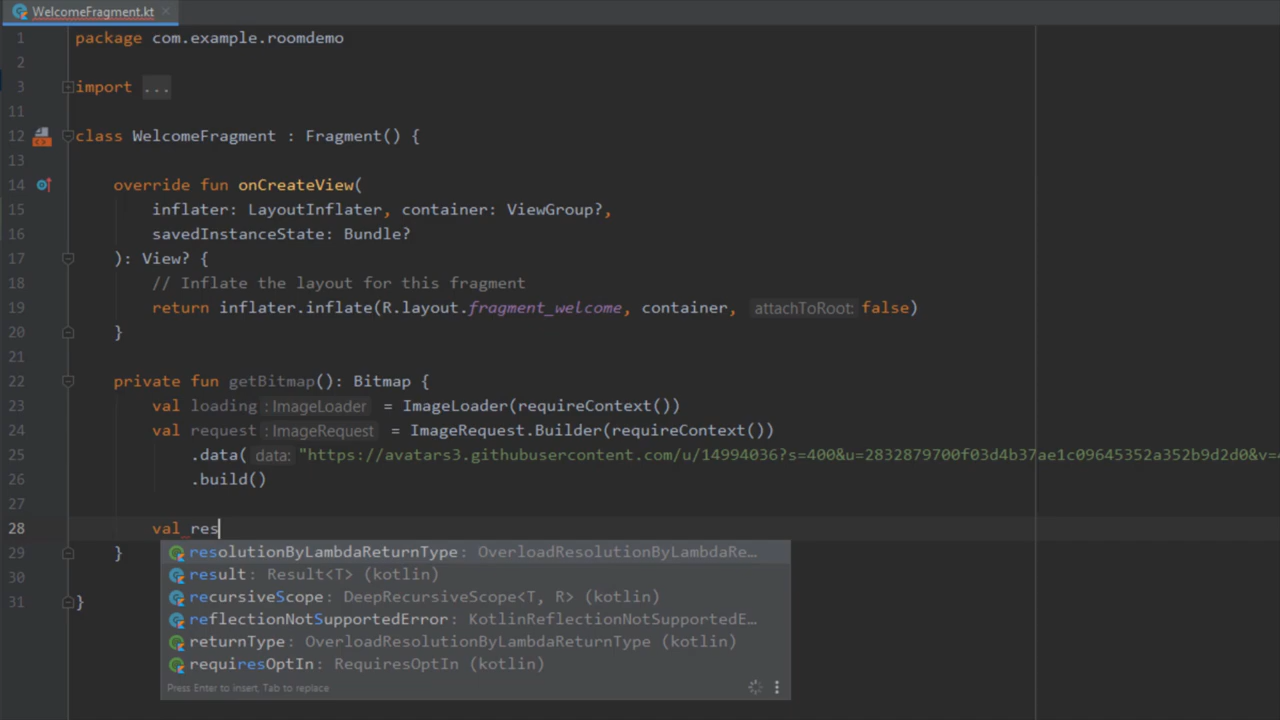 WelcomeFragment.kt
1 package com.example.roomdemo
2
3 import ...
11
12 class WelcomeFragment : Fragment() {
13
14 override fun onCreateView(
15 inflater: LayoutInflater, container: ViewGroup?,
16 savedInstanceState: Bundle?
17 ): View? {
18 // Inflate the layout for this fragment
19 return inflater.inflate(R.layout.fragment_welcome, container, attachToRoot: false)
20 }
21
22 private fun getBitmap(): Bitmap {
23 val loading : ImageLoader = ImageLoader(requireContext())
24 val request : ImageRequest = ImageRequest.Builder(requireContext())
25 .data( data: "https://avatars3.githubusercontent.com/u/14994036?s=400&u=2832879700f03d4b37ae1c09645352a352b9d2d0&v=4
26 .build()
27
28 val res
29 }
resolutionByLambdaReturnType: OverloadResolutionByLambdaRe...
result: Result<T> (kotlin)
30
recursiveScope: DeepRecursiveScope<T, R> (kotlin)
31 }
reflectionNotSupportedError: KotlinReflectionNotSupportedE...
returnType: OverloadResolutionByLambdaReturnType (kotlin)
requiresOptIn: RequiresOptIn (kotlin)
Press Enter to insert, Tab to replace